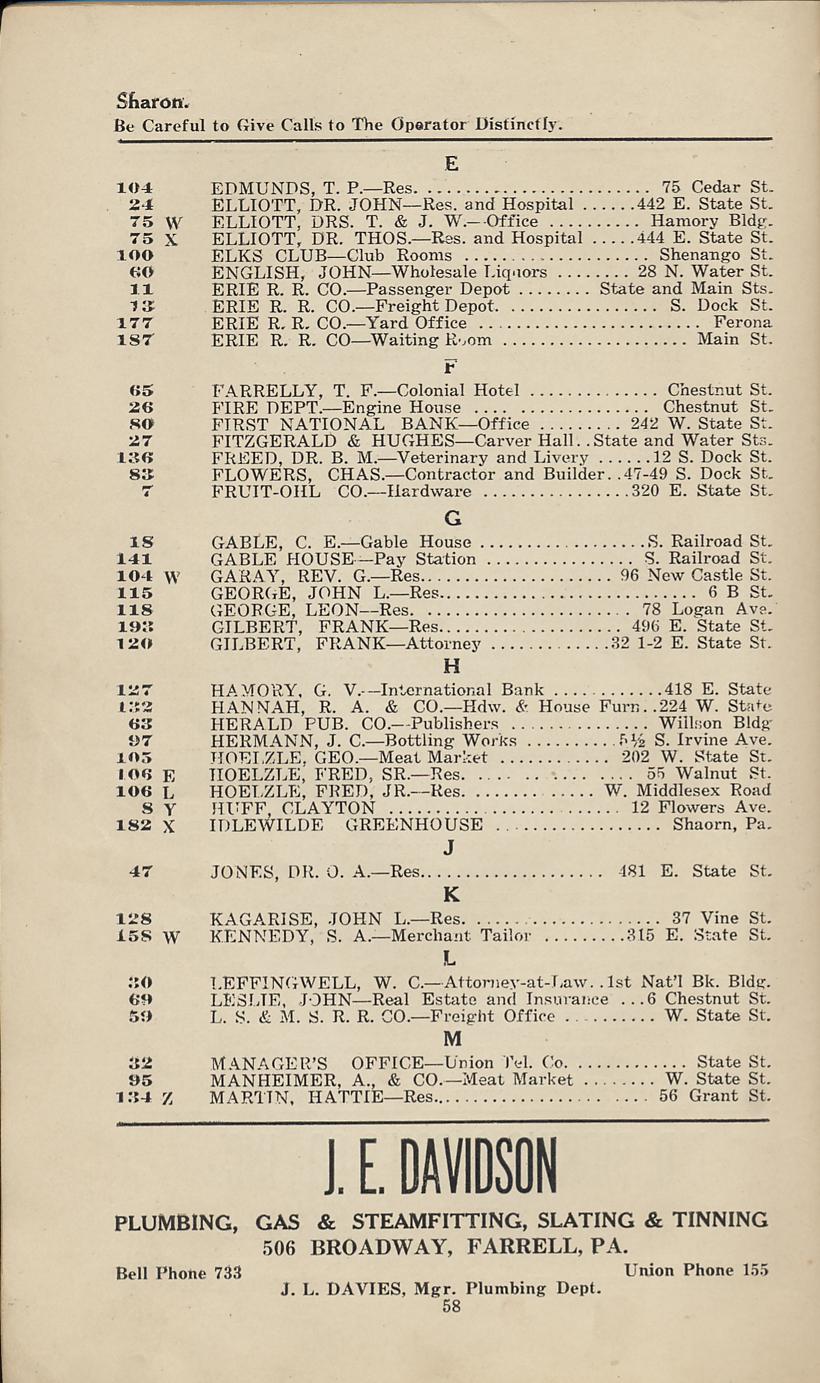 Sharon.
Be Careful to Give Calls to The Operator Distinctly.
E
104 EDMUNDS, T. P.—Res. ........................ 75 Cedar St.
24 ELLIOTT, DR. JOHN—Res. and Hospital ......442 E. State St.
75 W ELLIOTT, DRS. T. & J. W.—Office .......... Hamory Bldg.
75 X ELLIOTT, DR. THOS.—Res. and Hospital .....444 E. State St.
100 ELKS CLUB—Club Rooms ................... Shenango St.
60 ENGLISH, JOHN—Wholesale Liquors ........ 28 N. Water St.
11 ERIE R. R. CO.—Passenger Depot ........ State and Main Sts.
13 ERIE R. R. CO.—Freight Depot. ................ S. Dock St.
177 ERIE R. R. CO.—Yard Office ........................ Ferona
187 ERIE R. R. CO—Waiting Room .................... Main St.
F
65 FARRELLY, T. F.—Colonial Hotel .............. Chestnut St.
26 FIRE DEPT.—Engine House .... .............. Chestnut St.
80 FIRST NATIONAL BANK—Office ......... 242 W. State St.
27 FITZGERALD & HUGHES—Carver Hall..State and Water Sts.
136 FREED, DR. B. M.—Veterinary and Livery ......12 S. Dock St.
83 FLOWERS, CHAS.—Contractor and Builder..47-49 S. Dock St.
7 FRUIT-OHL CO.—Hardware ................320 E. State St.
G
18 GABLE, C. E.—Gable House ..................S. Railroad St.
141 GABLE HOUSE—Pay Station ................ S. Railroad St.
104 W GARAY, REV. G.—Res..................... 96 New Castle St.
115 GEORGE, JOHN L.—Res............................ 6 B St.
118 GEORGE, LEON—Res. ...................... 78 Logan Ave.
193 GILBERT, FRANK—Res.................... 496 E. State St.
120 GILBERT, FRANK—Attorney .............32 1-2 E. State St.
H
127 HAMORY, G. V.—International Bank ............418 E. State
132 HANNAH, R. A. & CO.—Hdw. & House Furn..224 W. State
63 HERALD PUB. CO.—Publishers ............... Willson Bldg
97 HERMANN, J. C.—Bottling Works ..........5½ S. Irvine Ave.
105 HOELZLE, GEO.—Meat Market ............ 202 W. State St.
106 E HOELZLE, FRED, SR.—Res. .... .. ....... .... 55 Walnut St.
106 L HOELZLE, FRED, JR.—Res. ............ W. Middlesex Road
8 Y HUFF, CLAYTON ......................... 12 Flowers Ave.
182 X IDLEWILDE GREENHOUSE .................. Shaorn, Pa.
J
47 JONES, DR. O. A.—Res.................... 481 E. State St.
K
128 KAGARISE, JOHN L.—Res. .................... 37 Vine St.
158 W KENNEDY, S. A.—Merchant Tailor .........315 E. State St.
L
30 LEFFINGWELL, W. C.—Attorney-at-Law..1st Nat'l Bk. Bldg.
69 LESLIE, JOHN—Real Estate and Insurance ...6 Chestnut St.
59 L. S. & M. S. R. R. CO.—Freight Office .......... W. State St.
M
32 MANAGER'S OFFICE—Union Tel. Co. ............ State St.
95 MANHEIMER, A., & CO.—Meat Market ........ W. State St.
134 Z MARTIN, HATTIE—Res.................... .... 56 Grant St.
J. E. DAVIDSON
PLUMBING, GAS & STEAMFITTING, SLATING & TINNING
506 BROADWAY, FARRELL, PA.
Bell Phone 733 Union Phone 155
J. L. DAVIES, Mgr. Plumbing Dept.
58